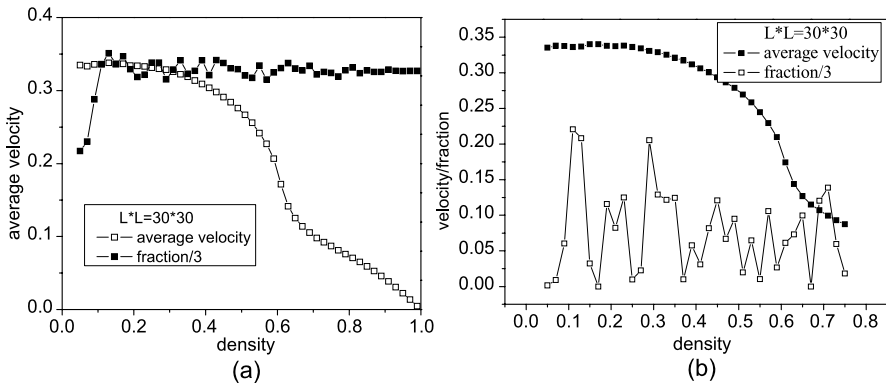 0.4
0.3
0.2
0.1
0.0
average velocity
L*L=30*30
average velocity
fraction/3
0.0 0.2 0.4 0.6 0.8 1.0
density
(a)
0.35
0.30
0.25
0.20
0.15
0.10
0.05
0.00
velocity/fraction
L*L=30*30
average velocity
fraction/3
0.0 0.1 0.2 0.3 0.4 0.5 0.6 0.7 0.8
density
(b)